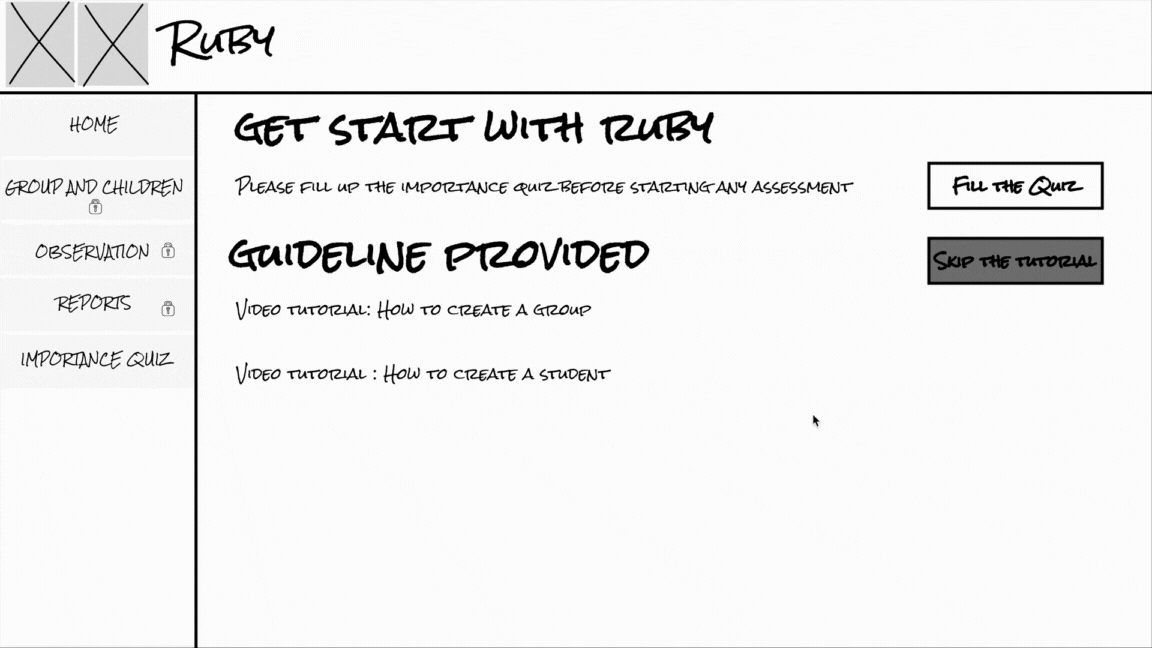 Ruby
HOME
GROUP AND CHILDREN
OBSERVATION
REPORTS
IMPORTANCE QUIZ
GET START WITH RUBY
PLEASE FILL UP THE IMPORTANCE QUIZ BEFORE STARTING ANY ASSESSMENT
FILL THE QUIZ
GUIDELINE PROVIDED
SKIP THE TUTORIAL
VIDEO TUTORIAL: HOW TO CREATE A GROUP
VIDEO TUTORIAL : HOW TO CREATE A STUDENT